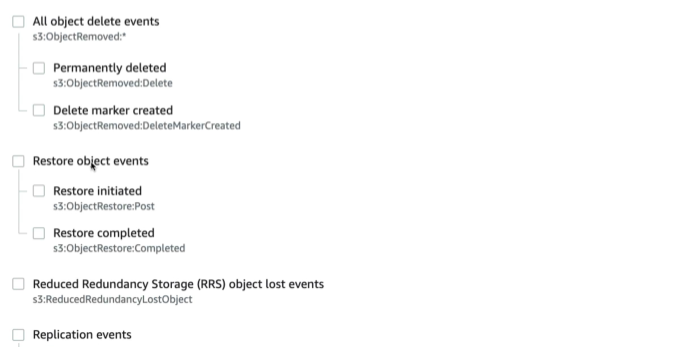 All object delete events
s3:ObjectRemoved:*
Permanently deleted
s3:ObjectRemoved:Delete
Delete marker created
s3:ObjectRemoved:DeleteMarkerCreated
Restore object events
Restore initiated
s3:ObjectRestore:Post
Restore completed
s3:ObjectRestore:Completed
Reduced Redundancy Storage (RRS) object lost events
s3:ReducedRedundancyLostObject
Replication events